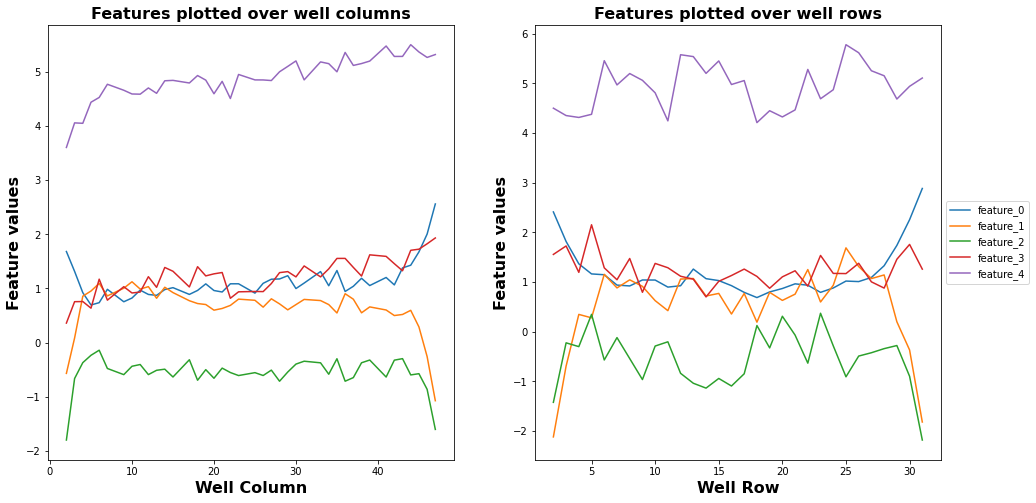 Features plotted over well columns
Feature values
5
4
3
2
1
0
−1
−2
0
10
20
30
40
Well Column
Features plotted over well rows
Feature values
6
5
4
3
2
1
0
−1
−2
5
10
15
20
25
30
Well Row
feature_0
feature_1
feature_2
feature_3
feature_4